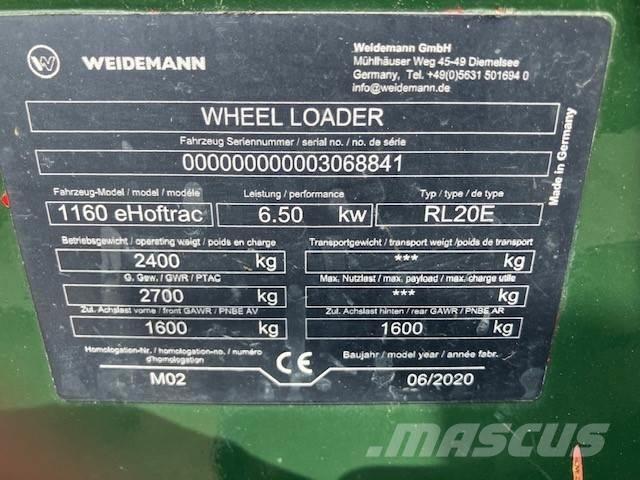 WEIDEMANN
Weidemann GmbH
Mühlhäuser Weg 45-49 Diemelsee
Germany, Tel. +49(0)5631 501694 0
info@weidemann.de
WHEEL LOADER
Fahrzeug Seriennummer / serial no. / no. de série
000000000003068841
Made in Germany
Fahrzeug-Model / model / modéle
Leistung / performance
Typ / type / de type
1160 eHoftrac
6.50 kw
RL20E
Betriebsgewicht / operating weigt / poids en charge
Transportgewicht / transport weigt /poids de transport
2400 kg
*** kg
G. Gew. / GWR / PTAC
Max. Nutzlast / max. payload / max. charge utile
2700 kg
*** kg
Zul. Achslast vorne / front GAWR / PNBE AV
Zul. Achslast hinten / rear GAWR / PNBE AR
1600 kg
1600 kg
Homologation-Nr. / homologation-no. / numéro
d'homologation
CE
Baujahr / model year / année fabr.
M02
06/2020
MASCUS